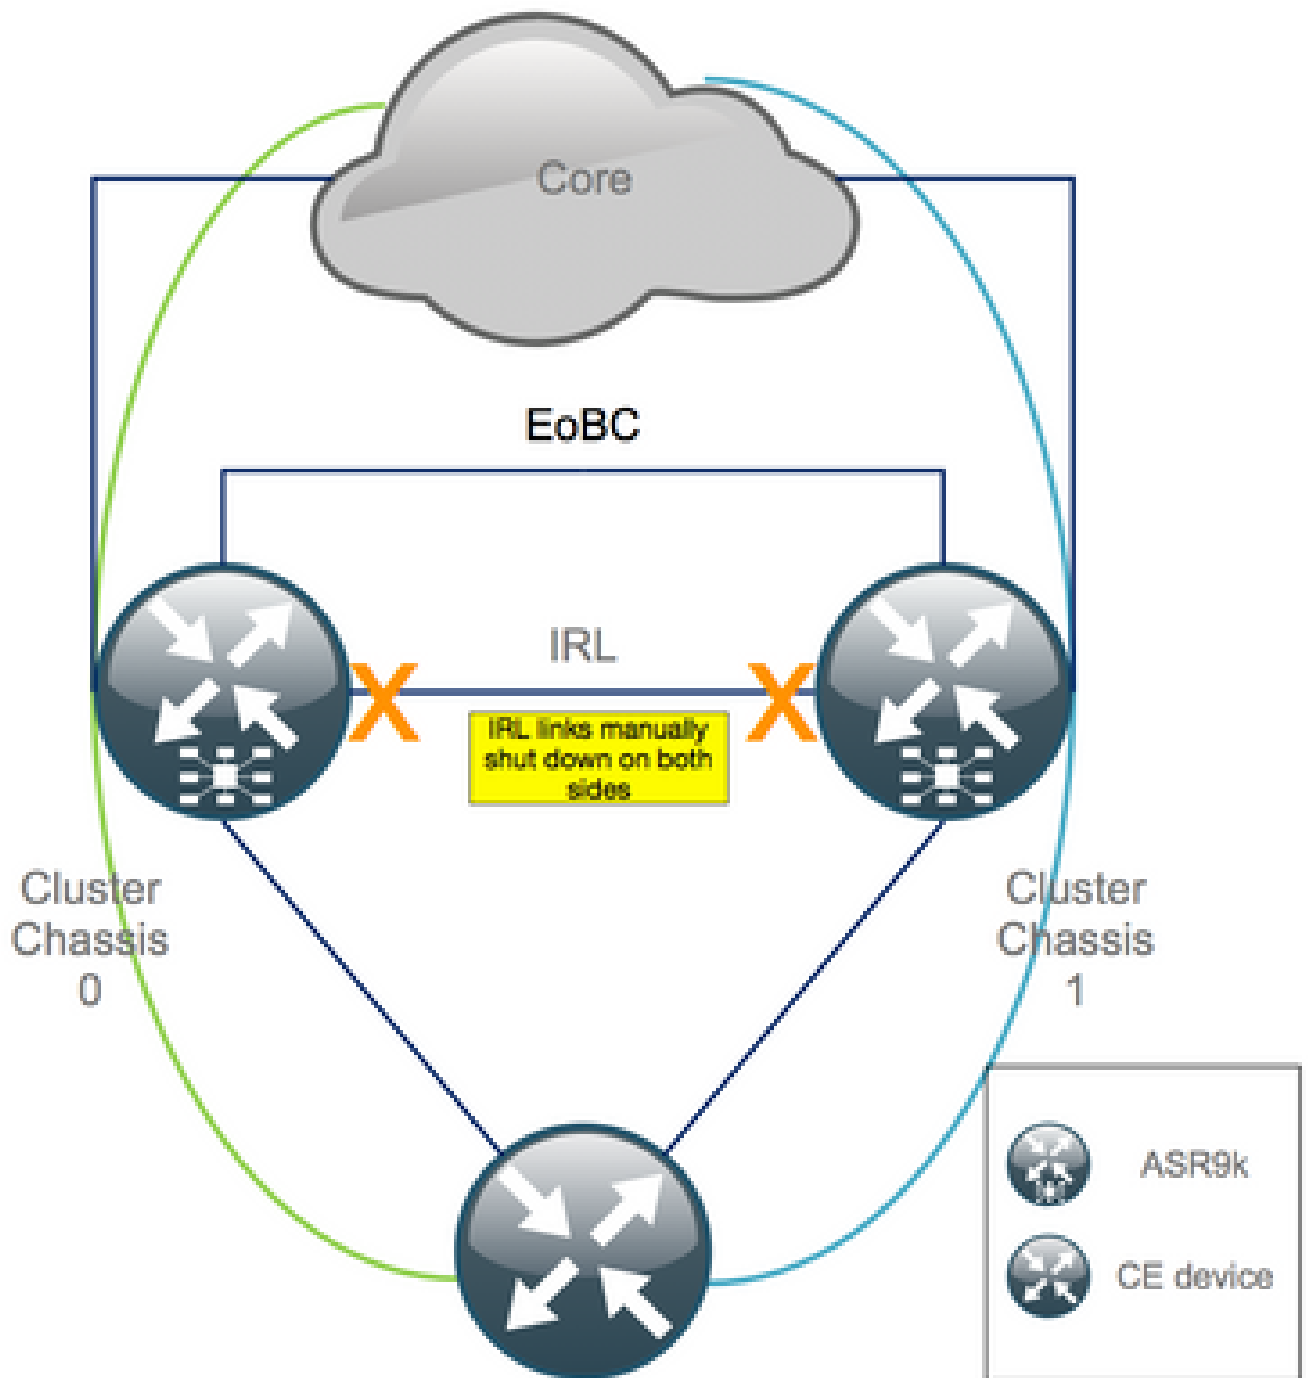 Core
EoBC
IRL
IRL links manually
shut down on both
sides
Cluster
Chassis
0
Cluster
Chassis
1
ASR9k
CE device